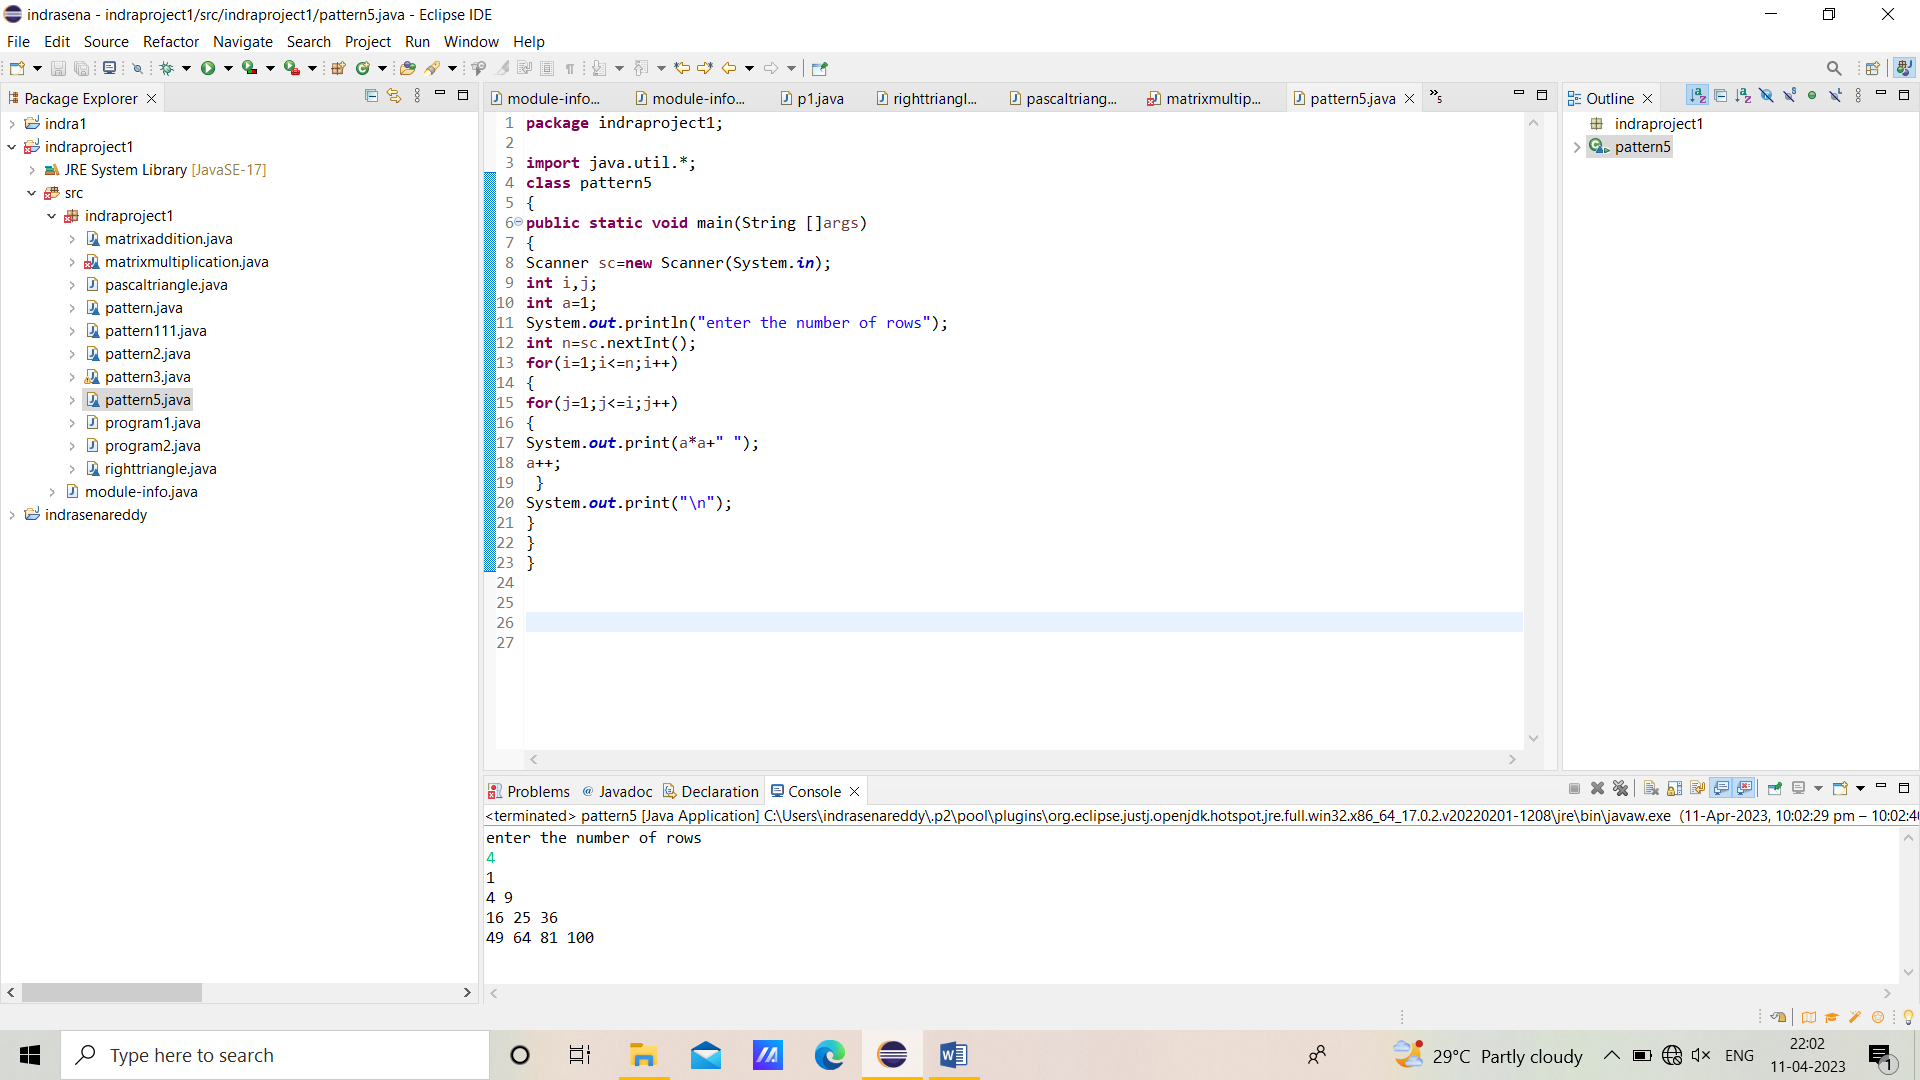 indrasena - indraproject1/src/indraproject1/pattern5.java - Eclipse IDE
File Edit Source Refactor Navigate Search Project Run Window Help
Package Explorer
indra1
indraproject1
JRE System Library [JavaSE-17]
src
indraproject1
matrixaddition.java
matrixmultiplication.java
pascaltriangle.java
pattern.java
pattern111.java
pattern2.java
pattern3.java
pattern5.java
program1.java
program2.java
righttriangle.java
module-info.java
indrasenareddy
module-info... module-info... p1.java righttriangl... pascaltriang... matrixmultip... pattern5.java »5
1 package indraproject1;
2
3 import java.util.*;
4 class pattern5
5 {
6 public static void main(String []args)
7 {
8 Scanner sc=new Scanner(System.in);
9 int i,j;
10 int a=1;
11 System.out.println("enter the number of rows");
12 int n=sc.nextInt();
13 for(i=1;i<=n;i++)
14 {
15 for(j=1;j<=i;j++)
16 {
17 System.out.print(a*a+" ");
18 a++;
19 }
20 System.out.print("\n");
21 }
22 }
23 }
24
25
26
27
Outline
indraproject1
pattern5
Problems Javadoc Declaration Console
<terminated> pattern5 [Java Application] C:\Users\indrasenareddy\.p2\pool\plugins\org.eclipse.justj.openjdk.hotspot.jre.full.win32.x86_64_17.0.2.v20220201-1208\jre\bin\javaw.exe (11-Apr-2023, 10:02:29 pm – 10:02:40
enter the number of rows
4
1
4 9
16 25 36
49 64 81 100
Type here to search
29°C Partly cloudy
ENG
22:02
11-04-2023
1